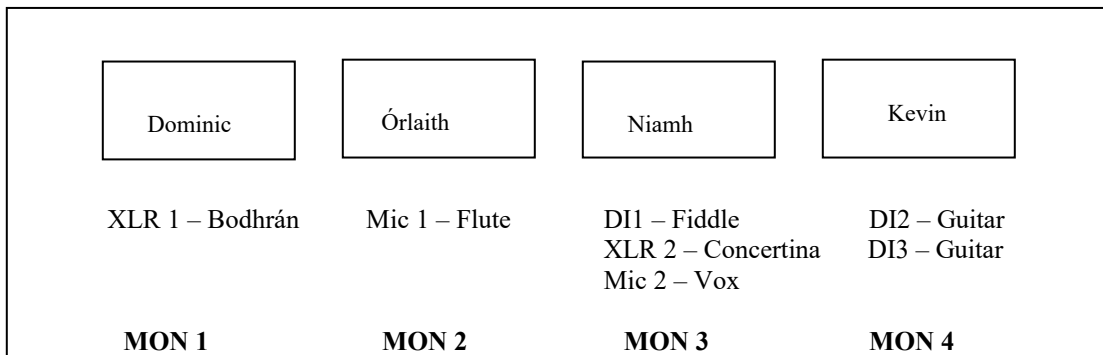 Dominic
Órlaith
Niamh
Kevin
XLR 1 – Bodhrán
Mic 1 – Flute
DI1 – Fiddle
XLR 2 – Concertina
Mic 2 – Vox
DI2 – Guitar
DI3 – Guitar
MON 1
MON 2
MON 3
MON 4